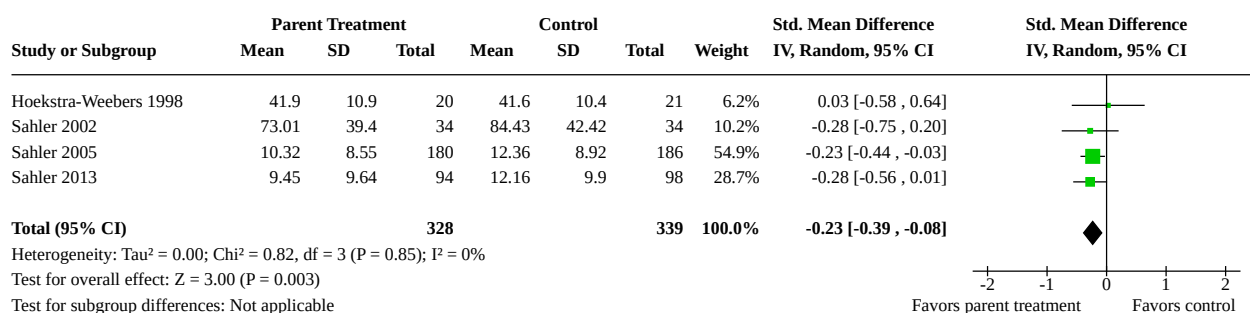 Parent Treatment Control Std. Mean Difference Std. Mean Difference
Study or Subgroup Mean SD Total Mean SD Total Weight IV, Random, 95% CI IV, Random, 95% CI
Hoekstra-Weebers 1998 41.9 10.9 20 41.6 10.4 21 6.2% 0.03 [-0.58 , 0.64]
Sahler 2002 73.01 39.4 34 84.43 42.42 34 10.2% -0.28 [-0.75 , 0.20]
Sahler 2005 10.32 8.55 180 12.36 8.92 186 54.9% -0.23 [-0.44 , -0.03]
Sahler 2013 9.45 9.64 94 12.16 9.9 98 28.7% -0.28 [-0.56 , 0.01]
Total (95% CI) 328 339 100.0% -0.23 [-0.39 , -0.08]
Heterogeneity: Tau² = 0.00; Chi² = 0.82, df = 3 (P = 0.85); I² = 0%
Test for overall effect: Z = 3.00 (P = 0.003) -2 -1 0 1 2
Test for subgroup differences: Not applicable Favors parent treatment Favors control